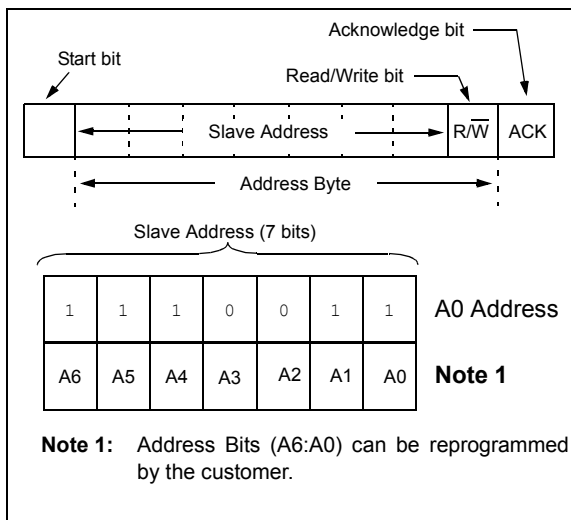 Acknowledge bit
Start bit
Read/Write bit
Slave Address
R/W̅
ACK
Address Byte
Slave Address (7 bits)
1 1 1 0 0 1 1 A0 Address
A6 A5 A4 A3 A2 A1 A0 Note 1
Note 1: Address Bits (A6:A0) can be reprogrammed
by the customer.